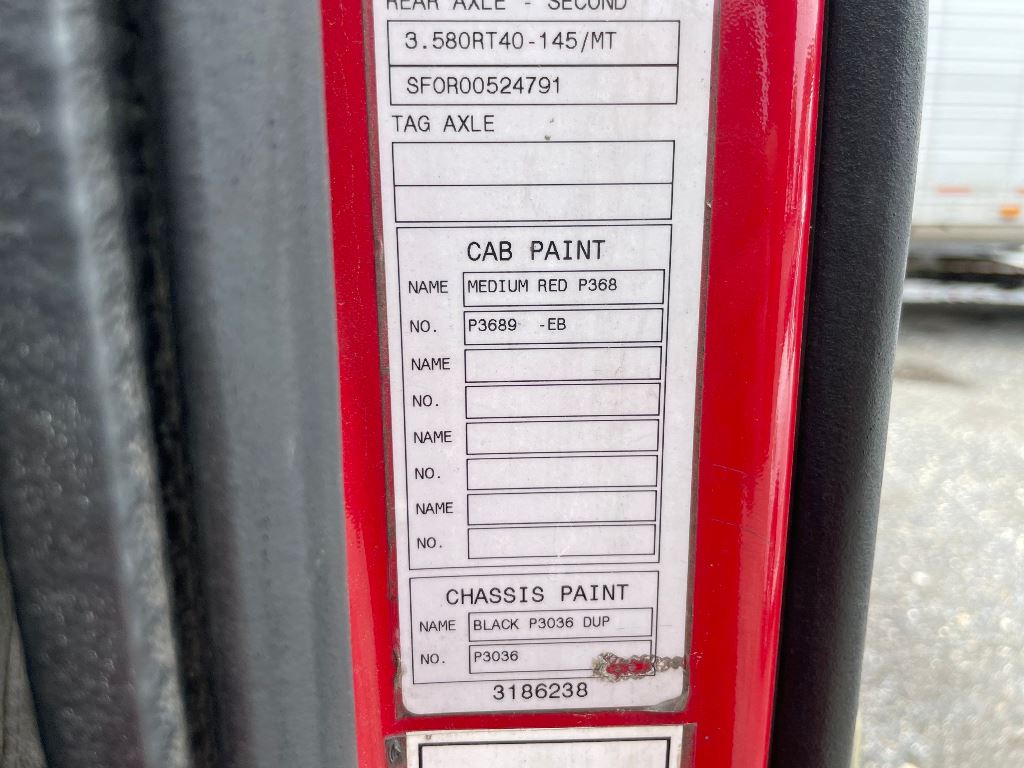 REAR AXLE - SECOND
3.580RT40-145/MT
SFOR00524791
TAG AXLE
CAB PAINT
NAME MEDIUM RED P368
NO. P3689 -EB
NAME
NO.
NAME
NO.
NAME
NO.
CHASSIS PAINT
NAME BLACK P3036 DUP
NO. P3036
3186238